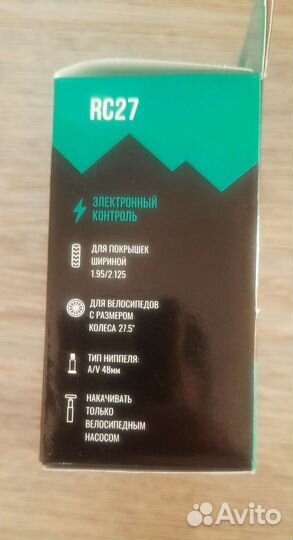 RC27
ЭЛЕКТРОННЫЙ
КОНТРОЛЬ
ДЛЯ ПОКРЫШЕК
ШИРИНОЙ
1.95/2.125
ДЛЯ ВЕЛОСИПЕДОВ
С РАЗМЕРОМ
КОЛЕСА 27.5"
ТИП НИППЕЛЯ:
A/V 48мм
НАКАЧИВАТЬ
ТОЛЬКО
ВЕЛОСИПЕДНЫМ
НАСОСОМ
Avito